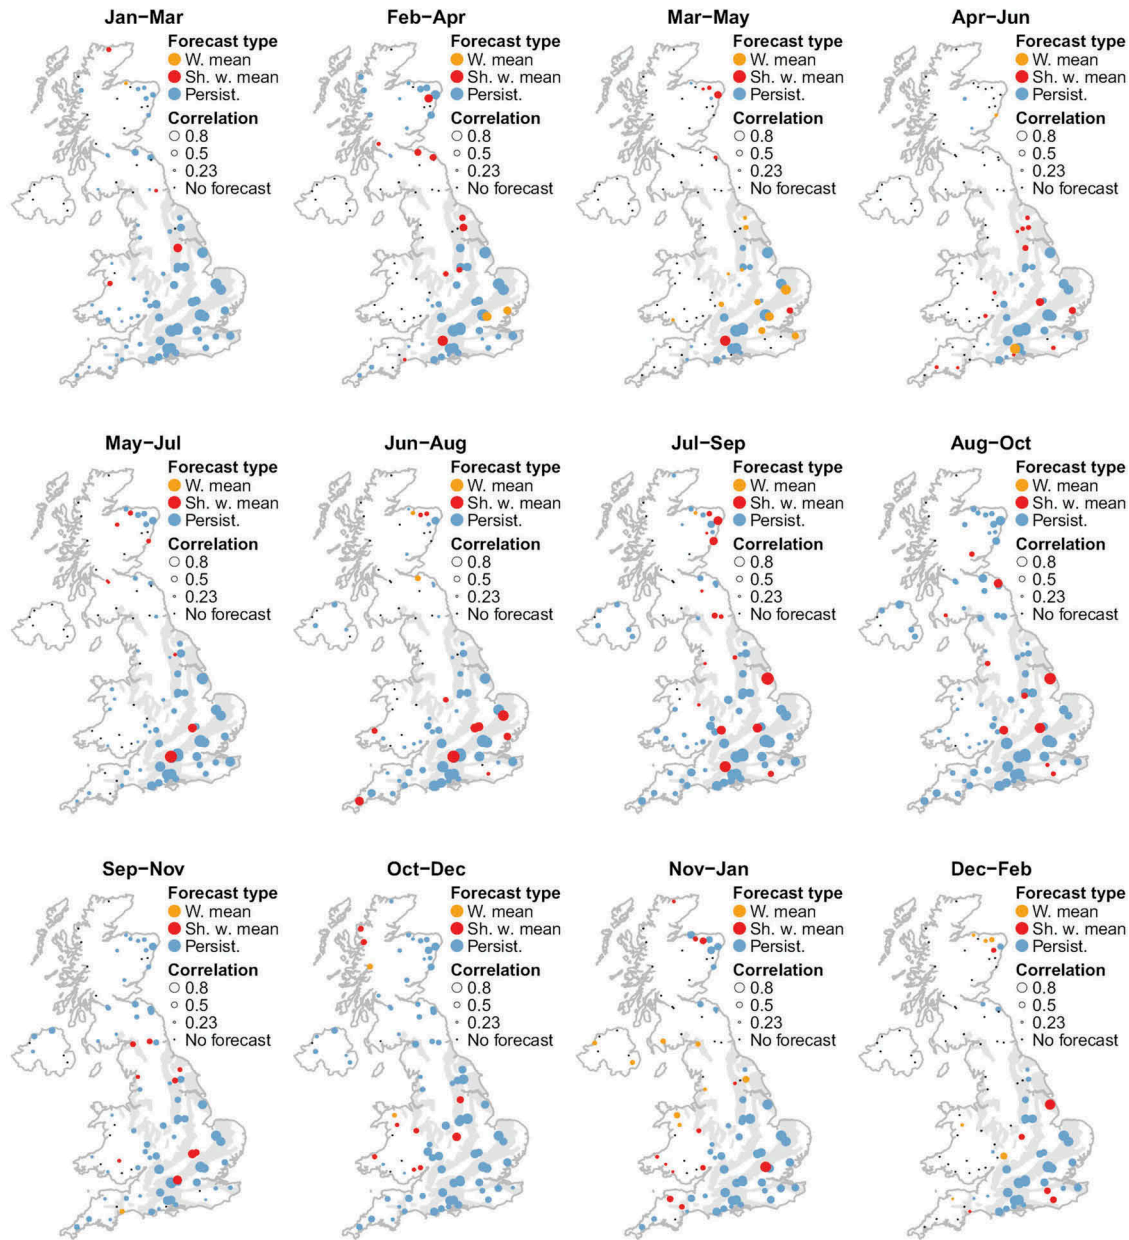 Jan−Mar
Forecast type
W. mean
Sh. w. mean
Persist.
Correlation
0.8
0.5
0.23
No forecast
Feb−Apr
Forecast type
W. mean
Sh. w. mean
Persist.
Correlation
0.8
0.5
0.23
No forecast
Mar−May
Forecast type
W. mean
Sh. w. mean
Persist.
Correlation
0.8
0.5
0.23
No forecast
Apr−Jun
Forecast type
W. mean
Sh. w. mean
Persist.
Correlation
0.8
0.5
0.23
No forecast
May−Jul
Forecast type
W. mean
Sh. w. mean
Persist.
Correlation
0.8
0.5
0.23
No forecast
Jun−Aug
Forecast type
W. mean
Sh. w. mean
Persist.
Correlation
0.8
0.5
0.23
No forecast
Jul−Sep
Forecast type
W. mean
Sh. w. mean
Persist.
Correlation
0.8
0.5
0.23
No forecast
Aug−Oct
Forecast type
W. mean
Sh. w. mean
Persist.
Correlation
0.8
0.5
0.23
No forecast
Sep−Nov
Forecast type
W. mean
Sh. w. mean
Persist.
Correlation
0.8
0.5
0.23
No forecast
Oct−Dec
Forecast type
W. mean
Sh. w. mean
Persist.
Correlation
0.8
0.5
0.23
No forecast
Nov−Jan
Forecast type
W. mean
Sh. w. mean
Persist.
Correlation
0.8
0.5
0.23
No forecast
Dec−Feb
Forecast type
W. mean
Sh. w. mean
Persist.
Correlation
0.8
0.5
0.23
No forecast